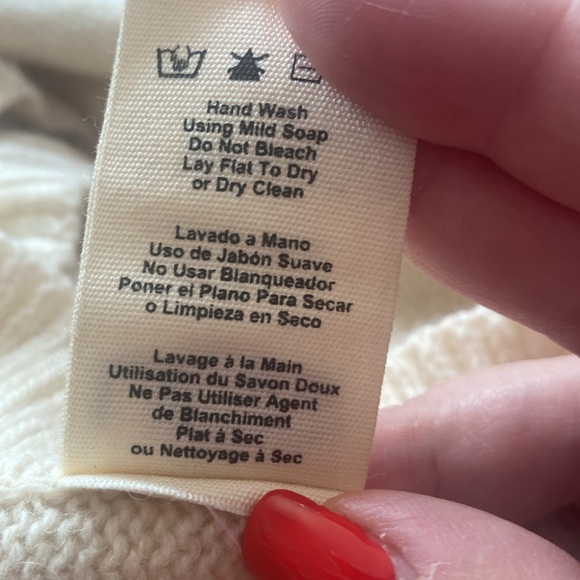 Hand Wash
Using Mild Soap
Do Not Bleach
Lay Flat To Dry
or Dry Clean
Lavado a Mano
Uso de Jabón Suave
No Usar Blanqueador
Poner el Plano Para Secar
o Limpieza en Seco
Lavage à la Main
Utilisation du Savon Doux
Ne Pas Utiliser Agent
de Blanchiment
Plat à Sec
ou Nettoyage à Sec